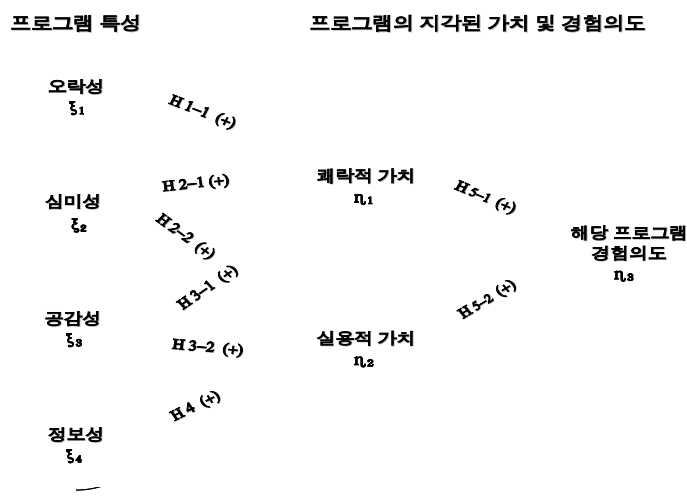 프로그램 특성
프로그램의 지각된 가치 및 경험의도
오락성
ξ1
H1–1 (+)
심미성
ξ2
H2–1 (+)
H2–2 (+)
쾌락적 가치
η1
H5–1 (+)
해당 프로그램
경험의도
η3
공감성
ξ3
H3–1 (+)
H3–2 (+)
실용적 가치
η2
H5–2 (+)
정보성
ξ4
H4 (+)